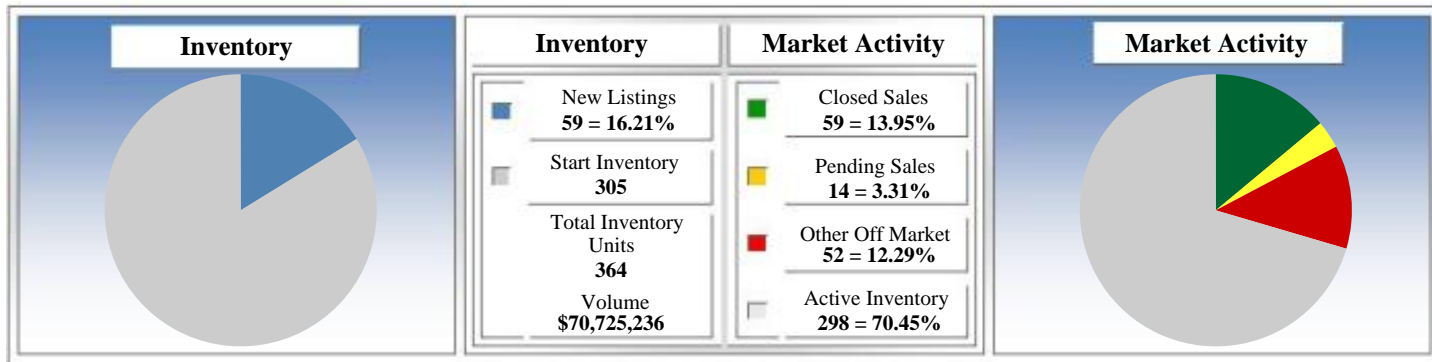 Inventory
Inventory
Market Activity
Market Activity
New Listings
59 = 16.21%
Start Inventory
305
Total Inventory
Units
364
Volume
$70,725,236
Closed Sales
59 = 13.95%
Pending Sales
14 = 3.31%
Other Off Market
52 = 12.29%
Active Inventory
298 = 70.45%